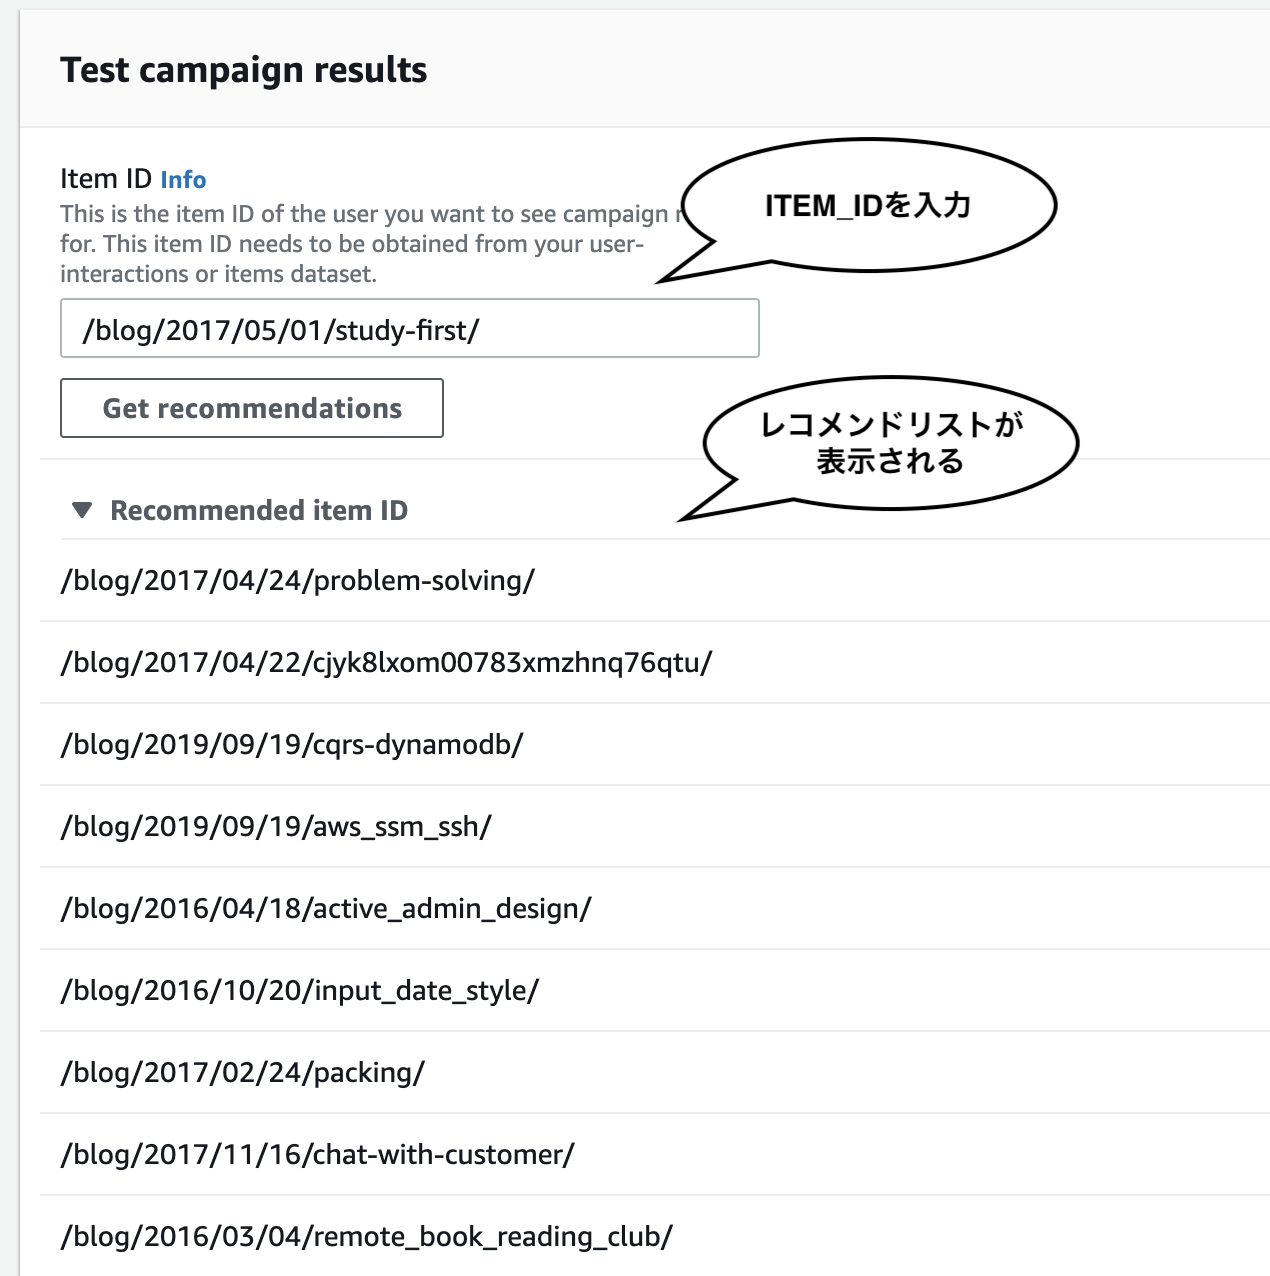 Test campaign results
Item ID Info
This is the item ID of the user you want to see campaign
for. This item ID needs to be obtained from your user-
interactions or items dataset.
ITEM_IDを入力
/blog/2017/05/01/study-first/
Get recommendations
レコメンドリストが
表示される
▼ Recommended item ID
/blog/2017/04/24/problem-solving/
/blog/2017/04/22/cjyk8lxom00783xmzhnq76qtu/
/blog/2019/09/19/cqrs-dynamodb/
/blog/2019/09/19/aws_ssm_ssh/
/blog/2016/04/18/active_admin_design/
/blog/2016/10/20/input_date_style/
/blog/2017/02/24/packing/
/blog/2017/11/16/chat-with-customer/
/blog/2016/03/04/remote_book_reading_club/